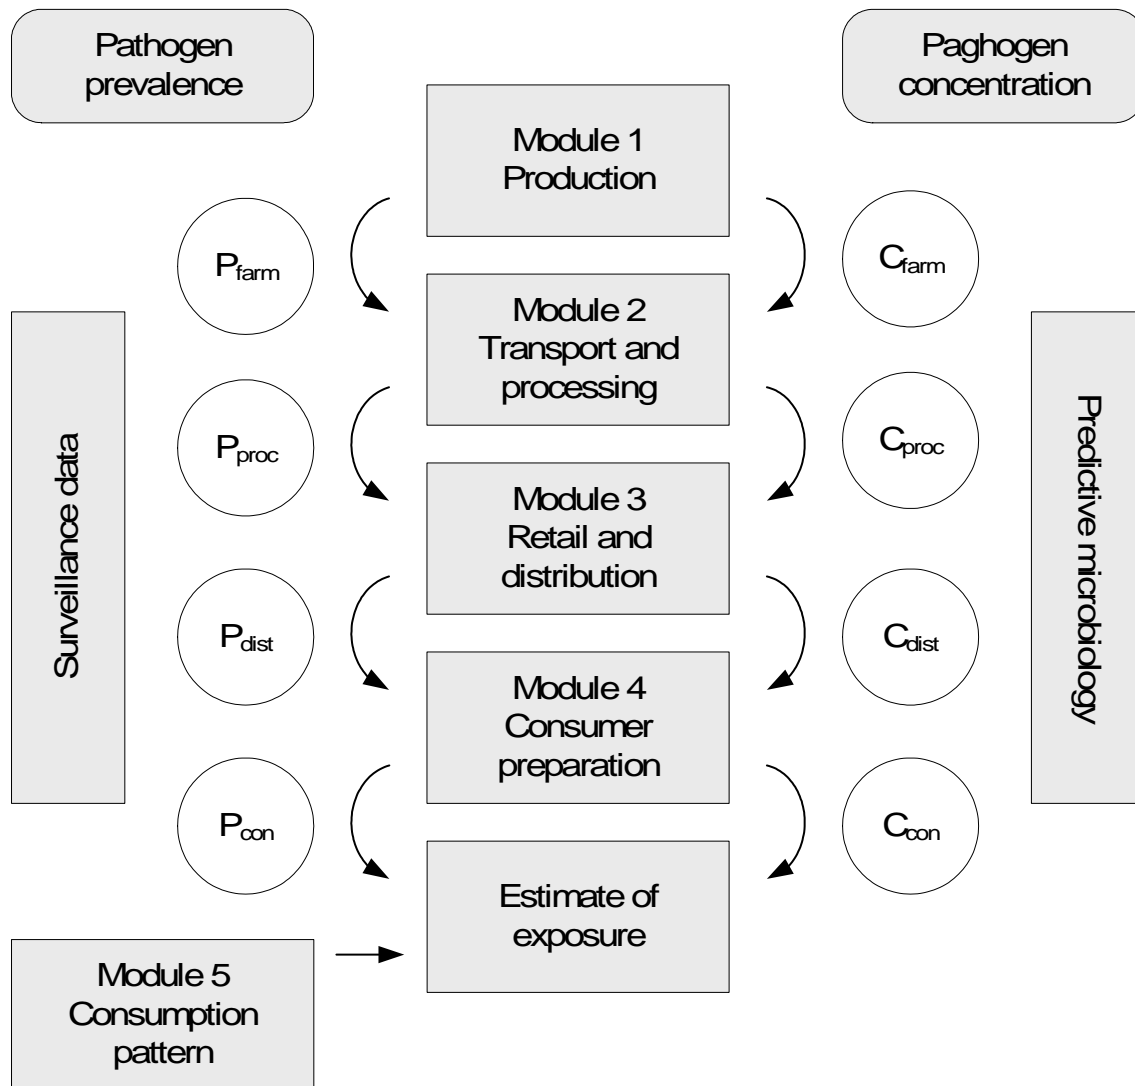 Pathogen
prevalence
Paghogen
concentration
Module 1
Production
Pfarm
Cfarm
Module 2
Transport and
processing
Pproc
Cproc
Surveillance data
Predictive microbiology
Module 3
Retail and
distribution
Pdist
Cdist
Module 4
Consumer
preparation
Pcon
Ccon
Estimate of
exposure
Module 5
Consumption
pattern